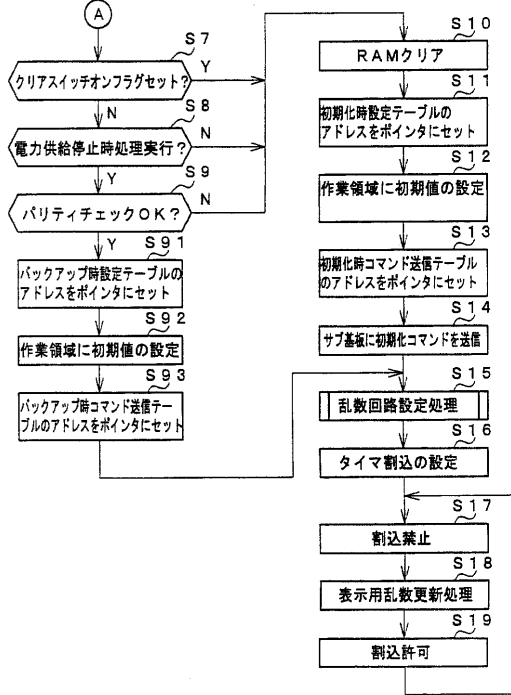 A
S7
クリアスイッチオンフラグセット?
Y
N
S8
電力供給停止時処理実行?
N
Y
S9
パリティチェックOK?
N
Y
S91
バックアップ時設定テーブルの
アドレスをポインタにセット
S92
作業領域に初期値の設定
S93
バックアップ時コマンド送信テー
ブルのアドレスをポインタにセット
S10
RAMクリア
S11
初期化時設定テーブルの
アドレスをポインタにセット
S12
作業領域に初期値の設定
S13
初期化時コマンド送信テーブル
のアドレスをポインタにセット
S14
サブ基板に初期化コマンドを送信
S15
乱数回路設定処理
S16
タイマ割込の設定
S17
割込禁止
S18
表示用乱数更新処理
S19
割込許可